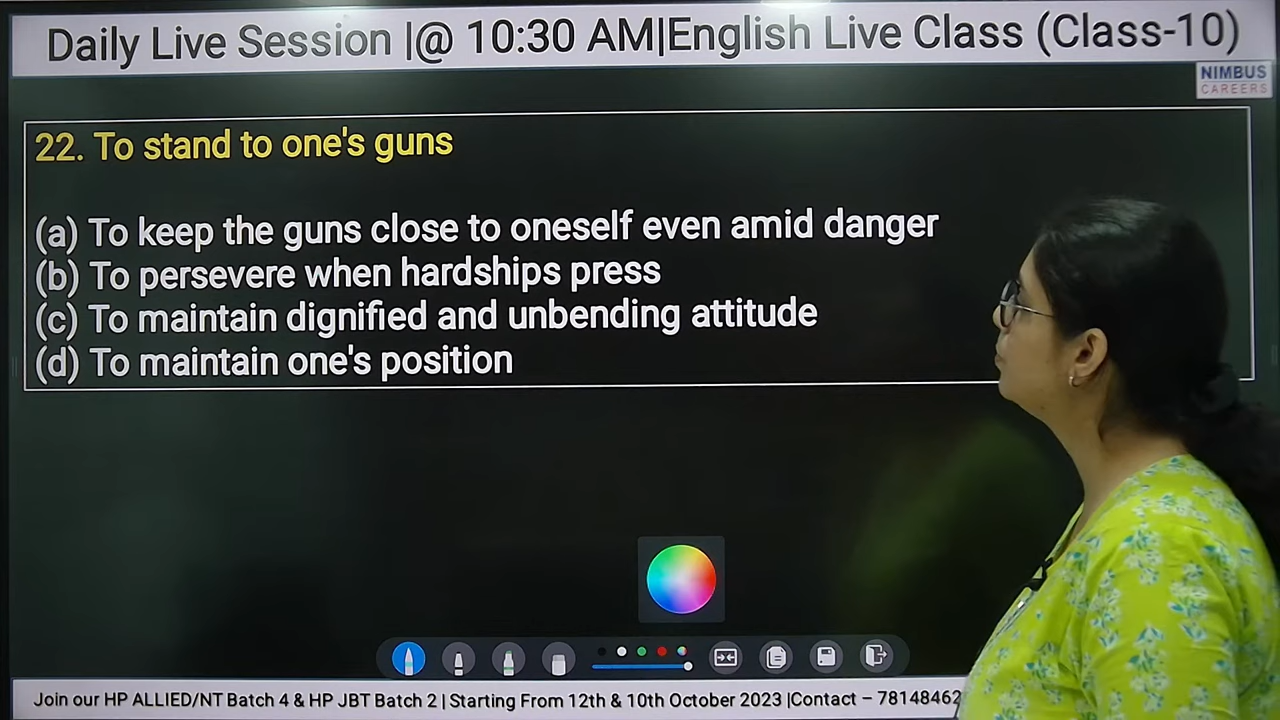 Daily Live Session |@ 10:30 AM|English Live Class (Class-10)
NIMBUS
CAREERS
22. To stand to one's guns
(a) To keep the guns close to oneself even amid danger
(b) To persevere when hardships press
(c) To maintain dignified and unbending attitude
(d) To maintain one's position
Join our HP ALLIED/NT Batch 4 & HP JBT Batch 2 | Starting From 12th & 10th October 2023 |Contact – 78148462